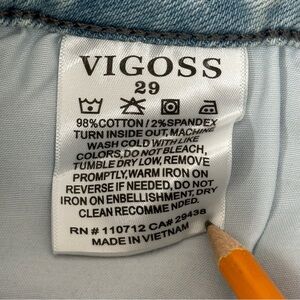 VIGOSS
29
98%COTTON / 2%SPANDEX
TURN INSIDE OUT, MACHINE
WASH COLD WITH LIKE
COLORS, DO NOT BLEACH,
TUMBLE DRY LOW, REMOVE
PROMPTLY, WARM IRON ON
REVERSE IF NEEDED, DO NOT
IRON ON EMBELLISHMENT, DRY
CLEAN RECOMME NDED.
RN # 110712 CA# 29438
MADE IN VIETNAM